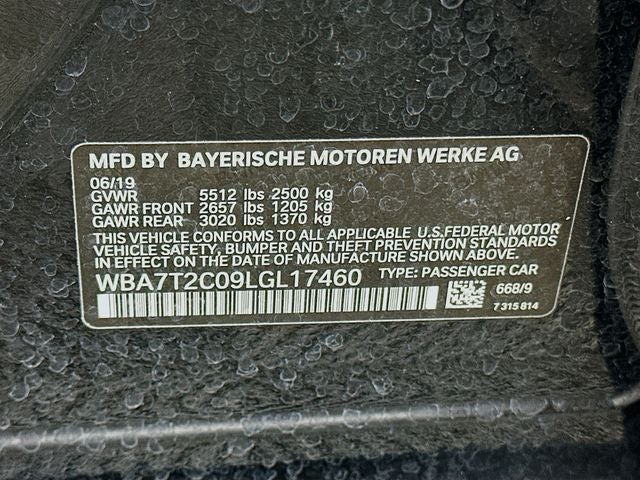 MFD BY BAYERISCHE MOTOREN WERKE AG
06/19
GVWR 5512 lbs 2500 kg
GAWR FRONT 2657 lbs 1205 kg
GAWR REAR 3020 lbs 1370 kg
THIS VEHICLE CONFORMS TO ALL APPLICABLE U.S.FEDERAL MOTOR
VEHICLE SAFETY, BUMPER AND THEFT PREVENTION STANDARDS
IN EFFECT ON THE DATE OF MANUFACTURE SHOWN ABOVE.
WBA7T2C09LGL17460 TYPE: PASSENGER CAR
668/9
7 315 814